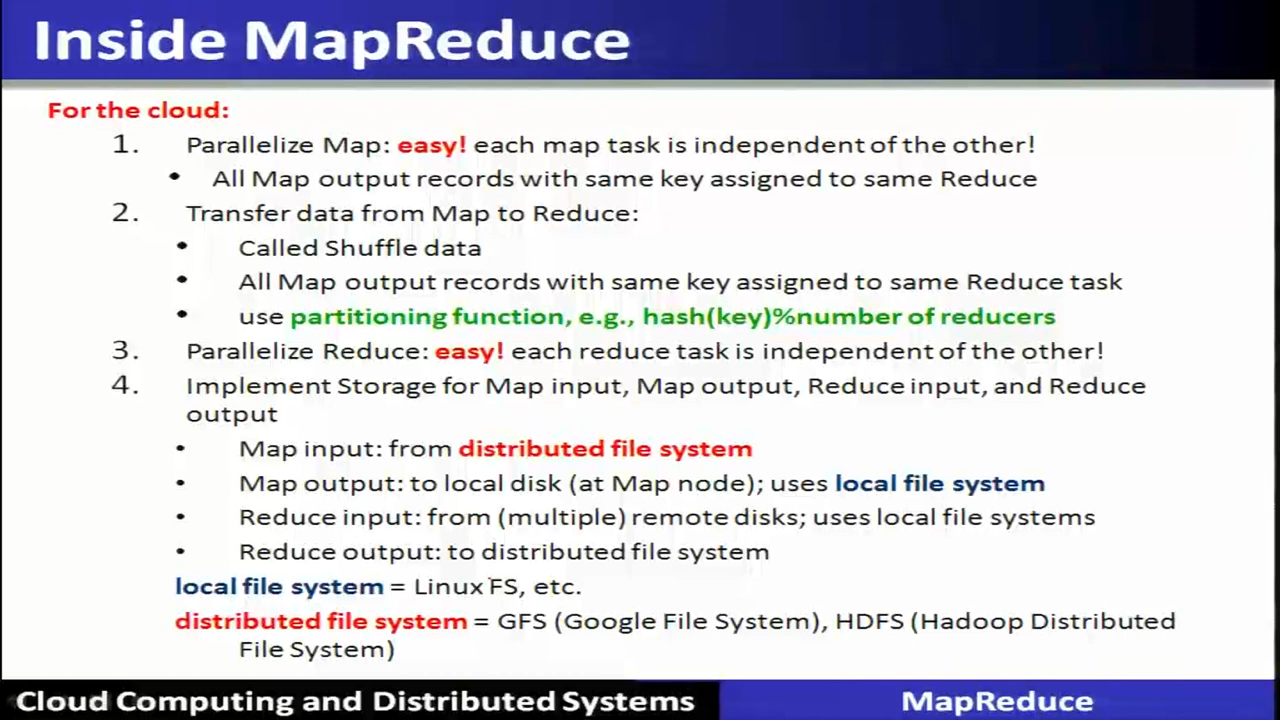 Inside MapReduce
For the cloud:
1. Parallelize Map: easy! each map task is independent of the other!
• All Map output records with same key assigned to same Reduce
2. Transfer data from Map to Reduce:
• Called Shuffle data
• All Map output records with same key assigned to same Reduce task
• use partitioning function, e.g., hash(key)%number of reducers
3. Parallelize Reduce: easy! each reduce task is independent of the other!
4. Implement Storage for Map input, Map output, Reduce input, and Reduce
output
• Map input: from distributed file system
• Map output: to local disk (at Map node); uses local file system
• Reduce input: from (multiple) remote disks; uses local file systems
• Reduce output: to distributed file system
local file system = Linux FS, etc.
distributed file system = GFS (Google File System), HDFS (Hadoop Distributed
File System)
Cloud Computing and Distributed Systems
MapReduce